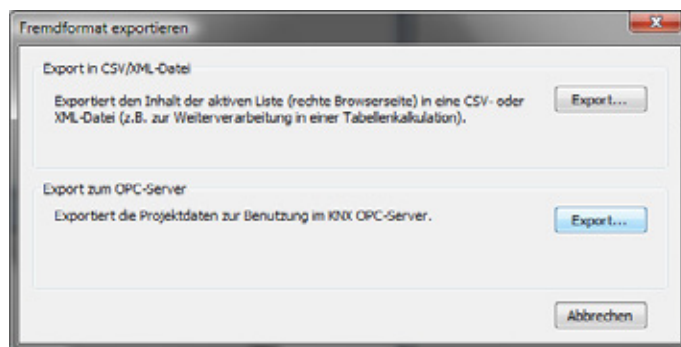 Fremdformat exportieren
Export in CSV/XML-Datei
Exportiert den Inhalt der aktiven Liste (rechte Browserseite) in eine CSV- oder
XML-Datei (z.B. zur Weiterverarbeitung in einer Tabellenkalkulation).
Export...
Export zum OPC-Server
Exportiert die Projektdaten zur Benutzung im KNX OPC-Server.
Export...
Abbrechen